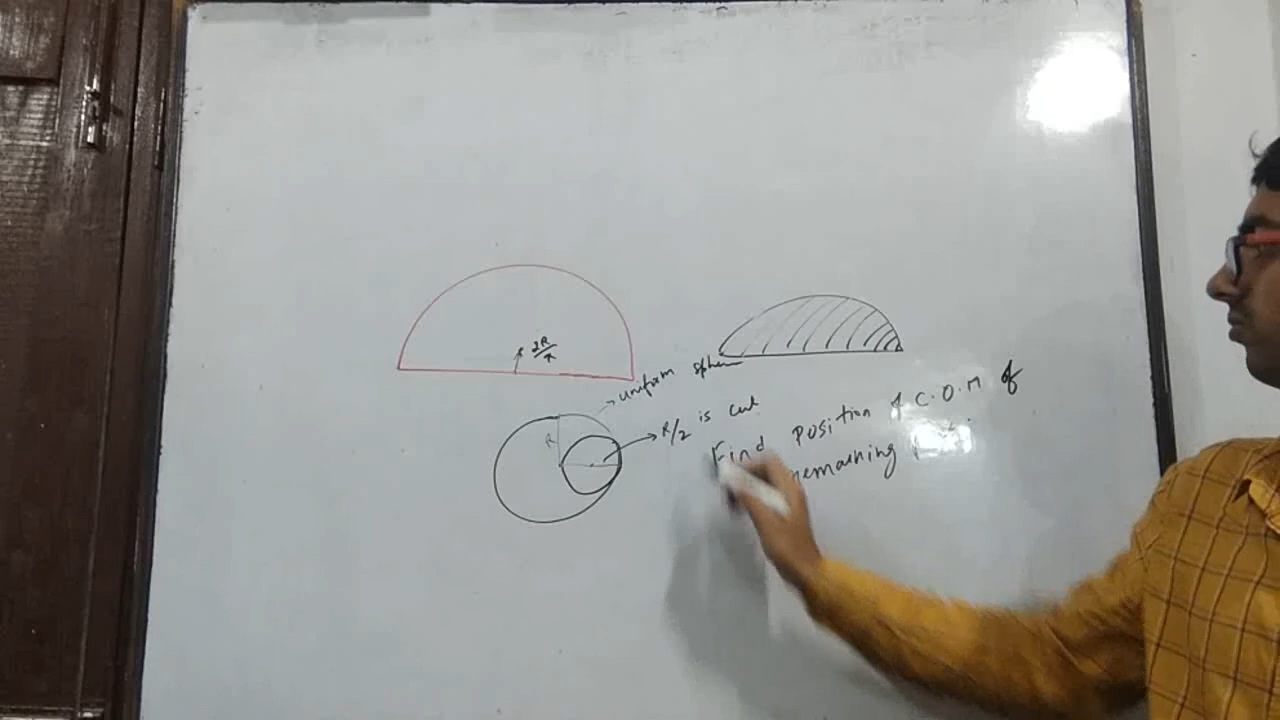 2R/π
uniform sphere
R
R/2 is cut
Find position of C.O.M of
remaining